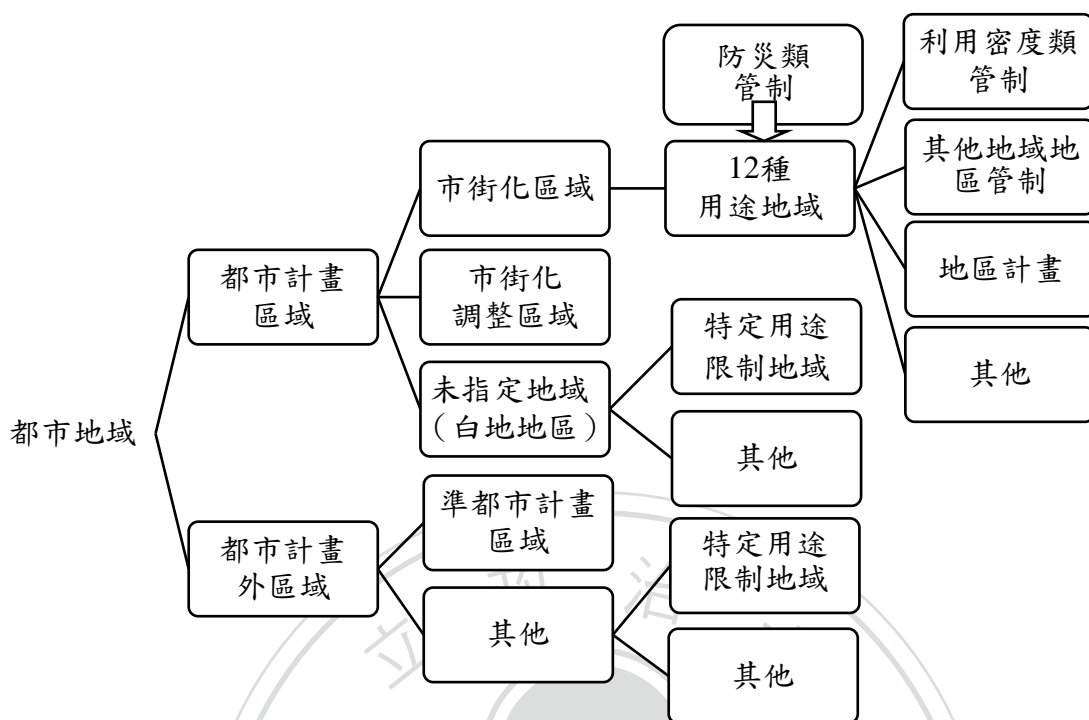 都市地域
都市計畫
區域
都市計畫
外區域
市街化區域
市街化
調整區域
未指定地域
（白地地區）
準都市計畫
區域
其他
防災類
管制
12種
用途地域
特定用途
限制地域
其他
特定用途
限制地域
其他
利用密度類
管制
其他地域地
區管制
地區計畫
其他
立
治